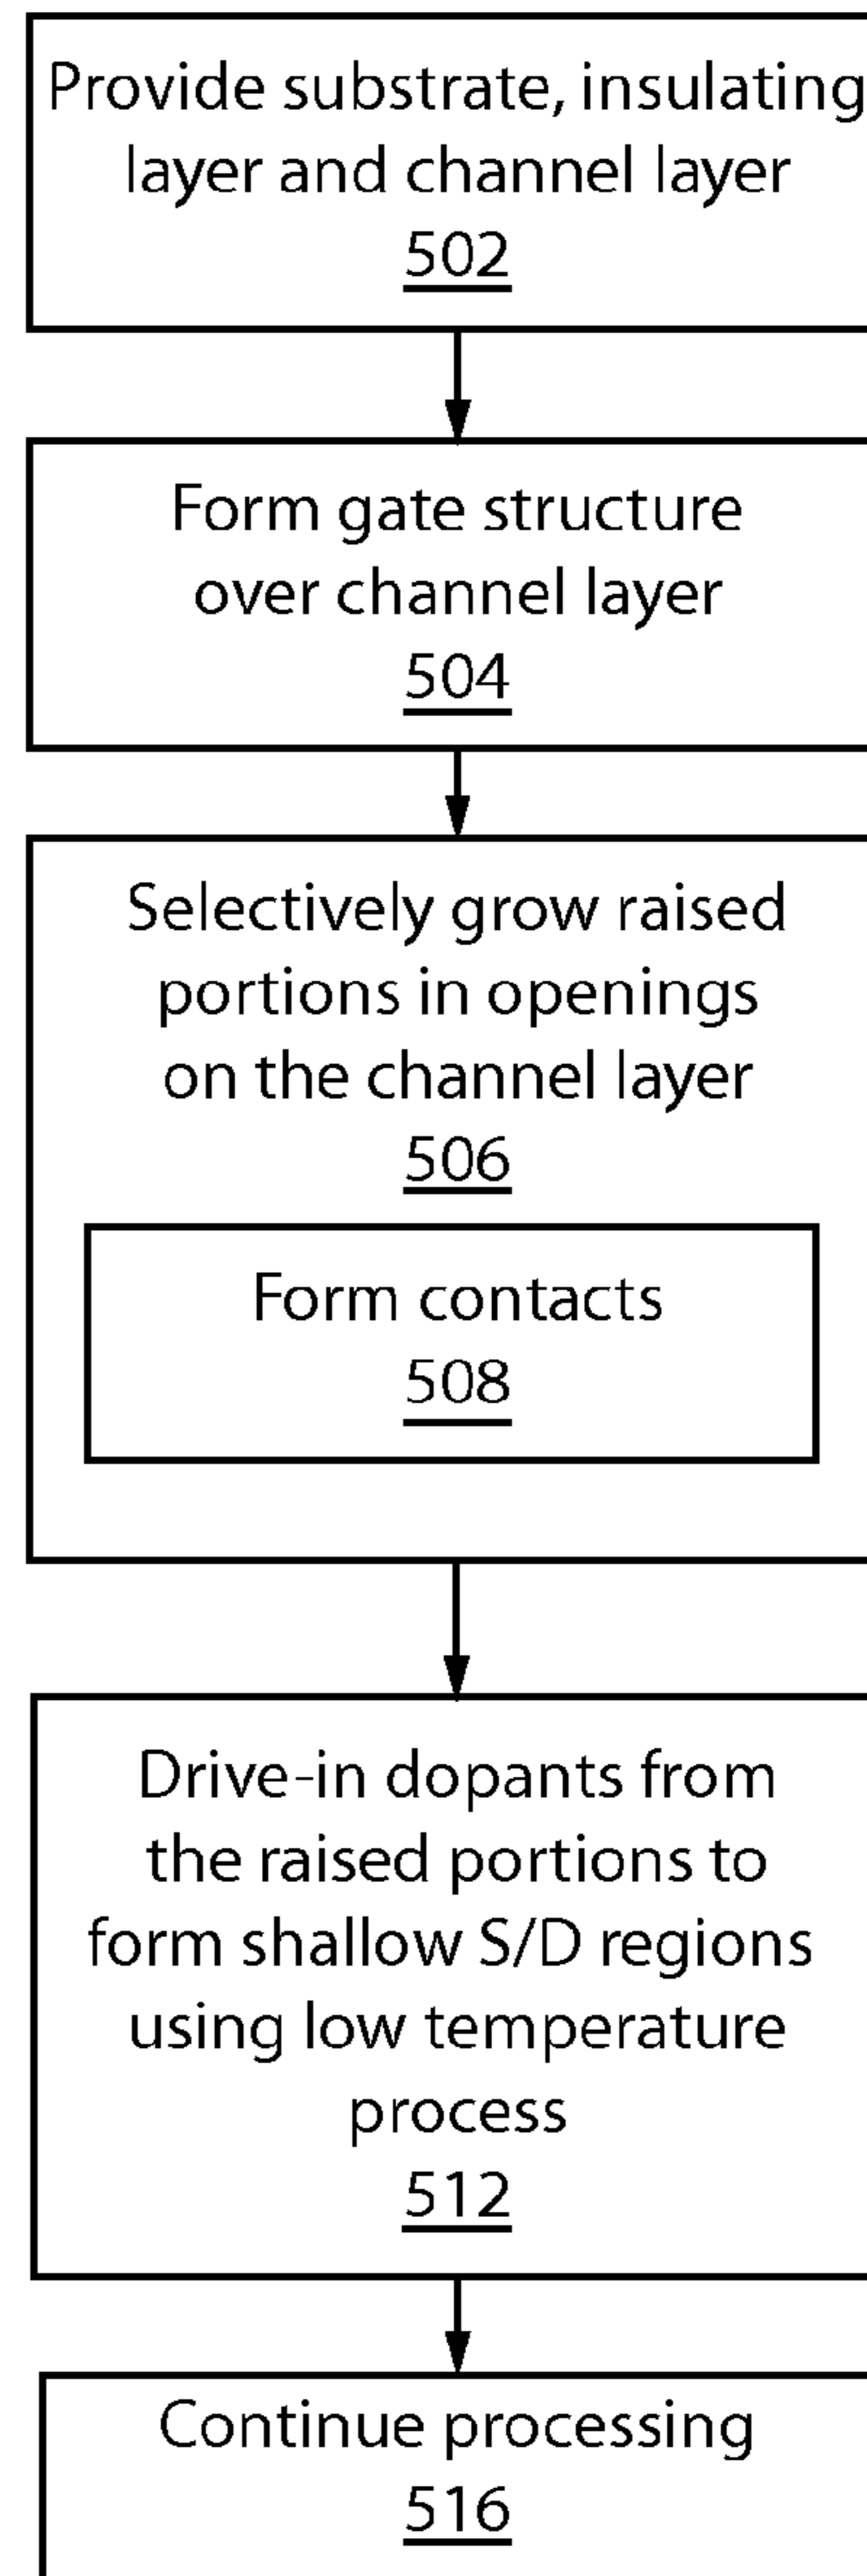 Provide substrate, insulating
layer and channel layer
502
Form gate structure
over channel layer
504
Selectively grow raised
portions in openings
on the channel layer
506
Form contacts
508
Drive-in dopants from
the raised portions to
form shallow S/D regions
using low temperature
process
512
Continue processing
516